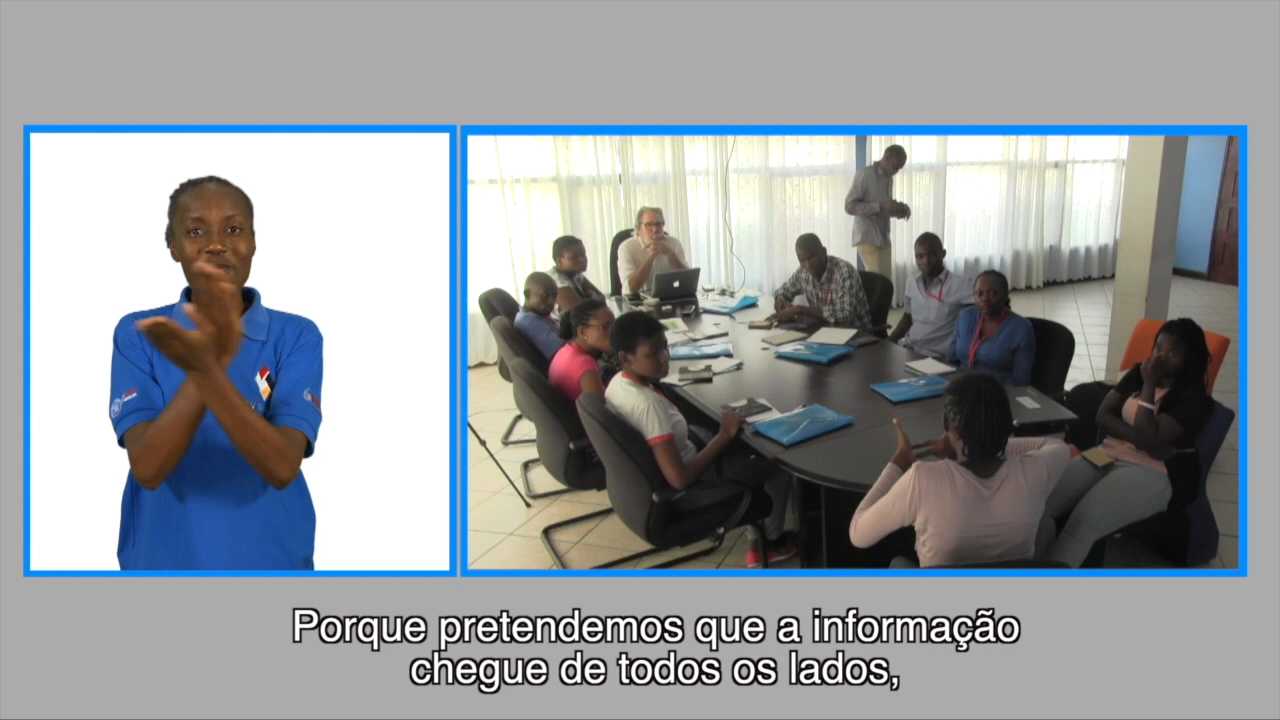 Porque pretendemos que a informação
chegue de todos os lados,